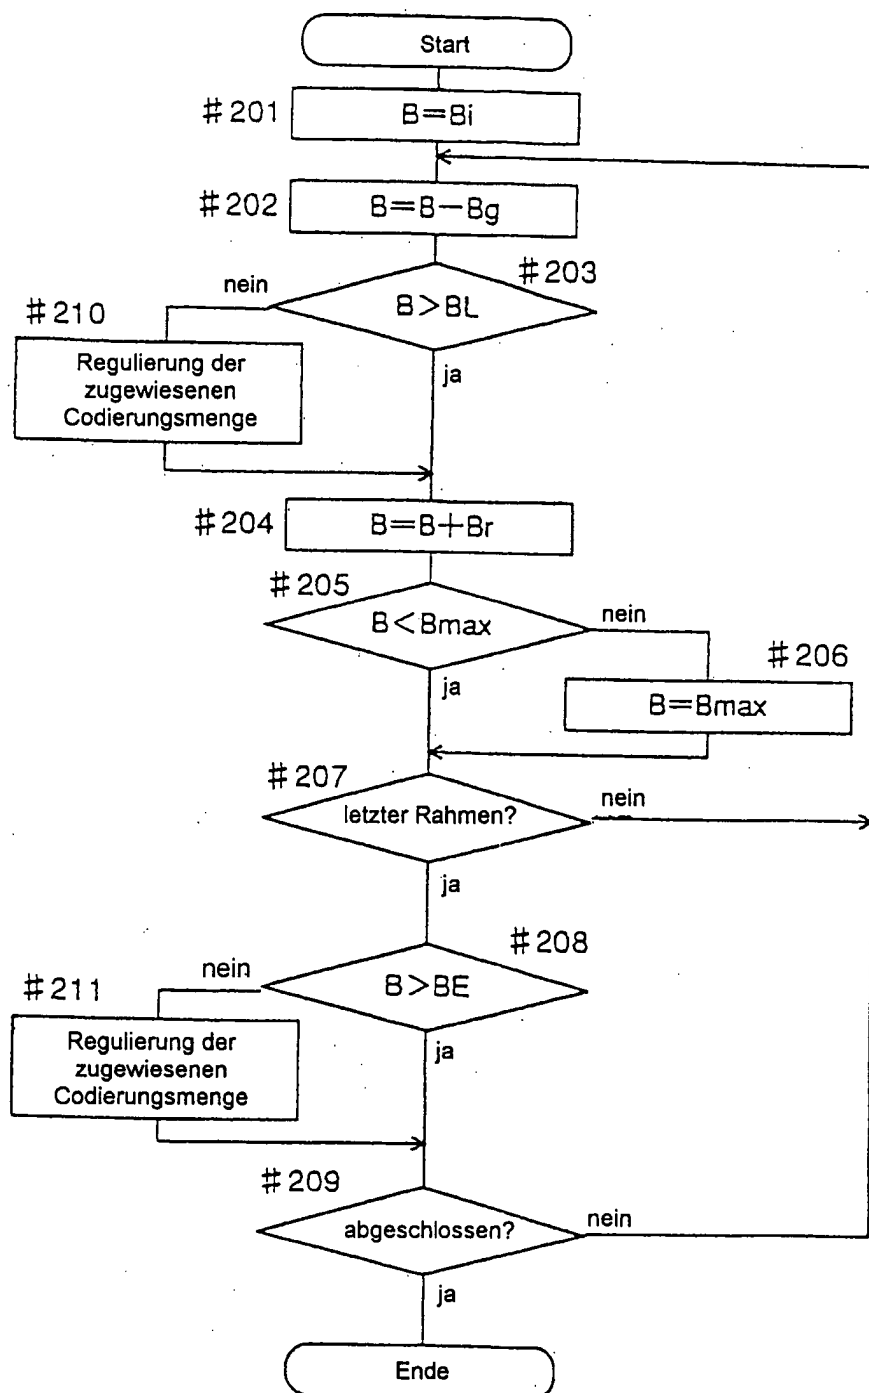 Start
#201
B=Bi
#202
B=B−Bg
#203
nein
B>BL
#210
ja
Regulierung der
zugewiesenen
Codierungsmenge
#204
B=B+Br
#205
nein
B<Bmax
#206
ja
B=Bmax
#207
nein
letzter Rahmen?
ja
#208
nein
B>BE
#211
ja
Regulierung der
zugewiesenen
Codierungsmenge
#209
nein
abgeschlossen?
ja
Ende